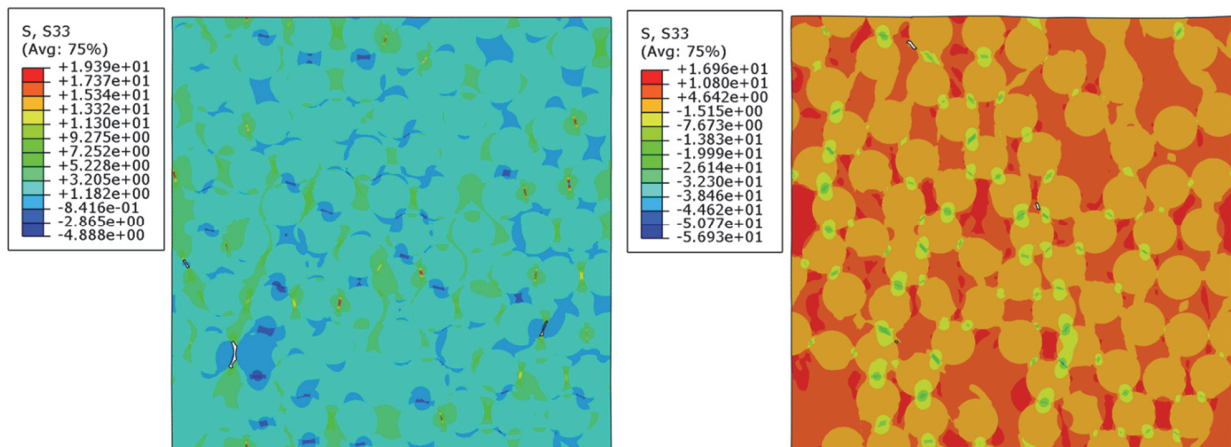 S, S33
(Avg: 75%)
+1.939e+01
+1.737e+01
+1.534e+01
+1.332e+01
+1.130e+01
+9.275e+00
+7.252e+00
+5.228e+00
+3.205e+00
+1.182e+00
-8.416e-01
-2.865e+00
-4.888e+00
S, S33
(Avg: 75%)
+1.696e+01
+1.080e+01
+4.642e+00
-1.515e+00
-7.673e+00
-1.383e+01
-1.999e+01
-2.614e+01
-3.230e+01
-3.846e+01
-4.462e+01
-5.077e+01
-5.693e+01